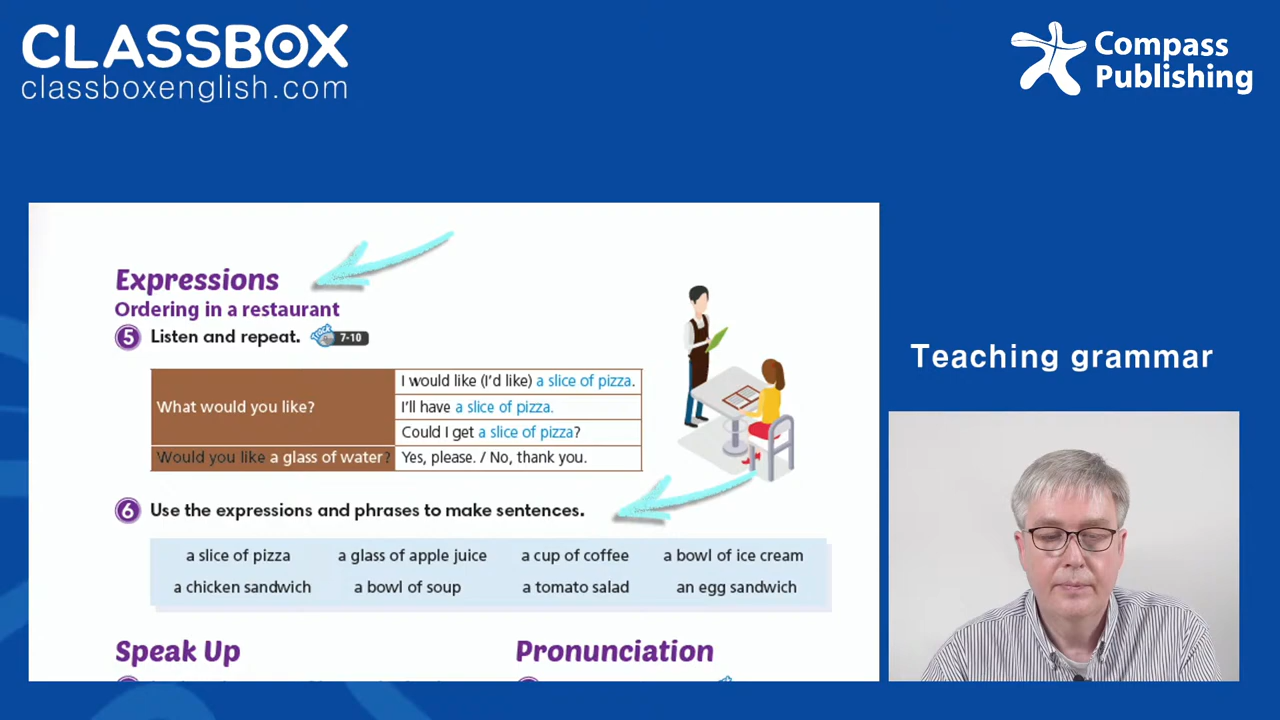 CLASSBOX
classboxenglish.com
Compass
Publishing
Expressions
Ordering in a restaurant
5 Listen and repeat. Track 7-10
What would you like?
I would like (I'd like) a slice of pizza.
I'll have a slice of pizza.
Could I get a slice of pizza?
Would you like a glass of water? Yes, please. / No, thank you.
6 Use the expressions and phrases to make sentences.
a slice of pizza a glass of apple juice a cup of coffee a bowl of ice cream
a chicken sandwich a bowl of soup a tomato salad an egg sandwich
Speak Up Pronunciation
Teaching grammar